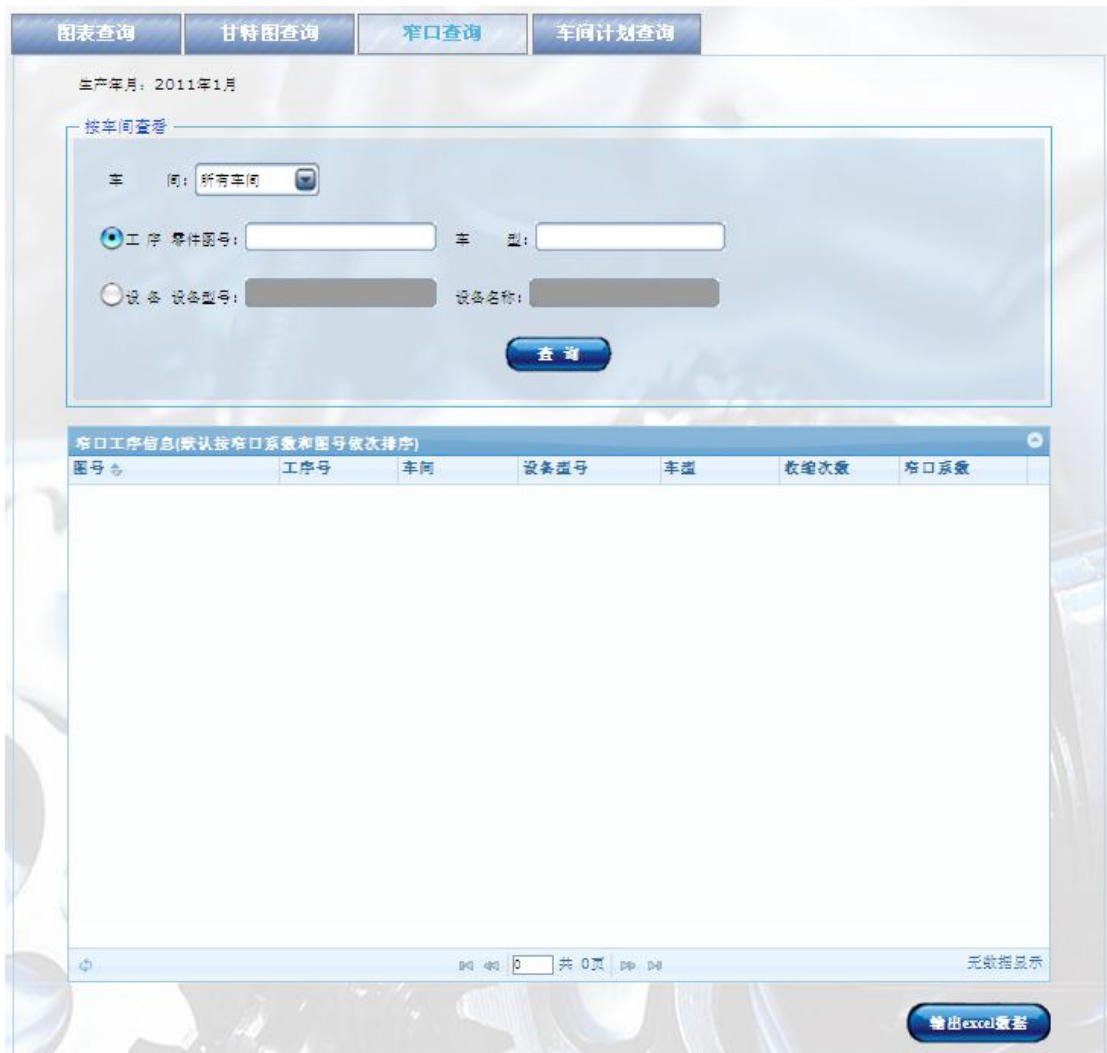 图表查询 甘特图查询 窄口查询 车间计划查询
生产年月：2011年1月
按车间查看
车 间：所有车间
工 序 零件图号： 车 型：
设 备 设备型号： 设备名称：
查 询
窄口工序信息(默认按窄口系数和图号依次排序)
图号 工序号 车间 设备型号 车型 收缩次数 窄口系数
0 共 0页 无数据显示
输出excel数据